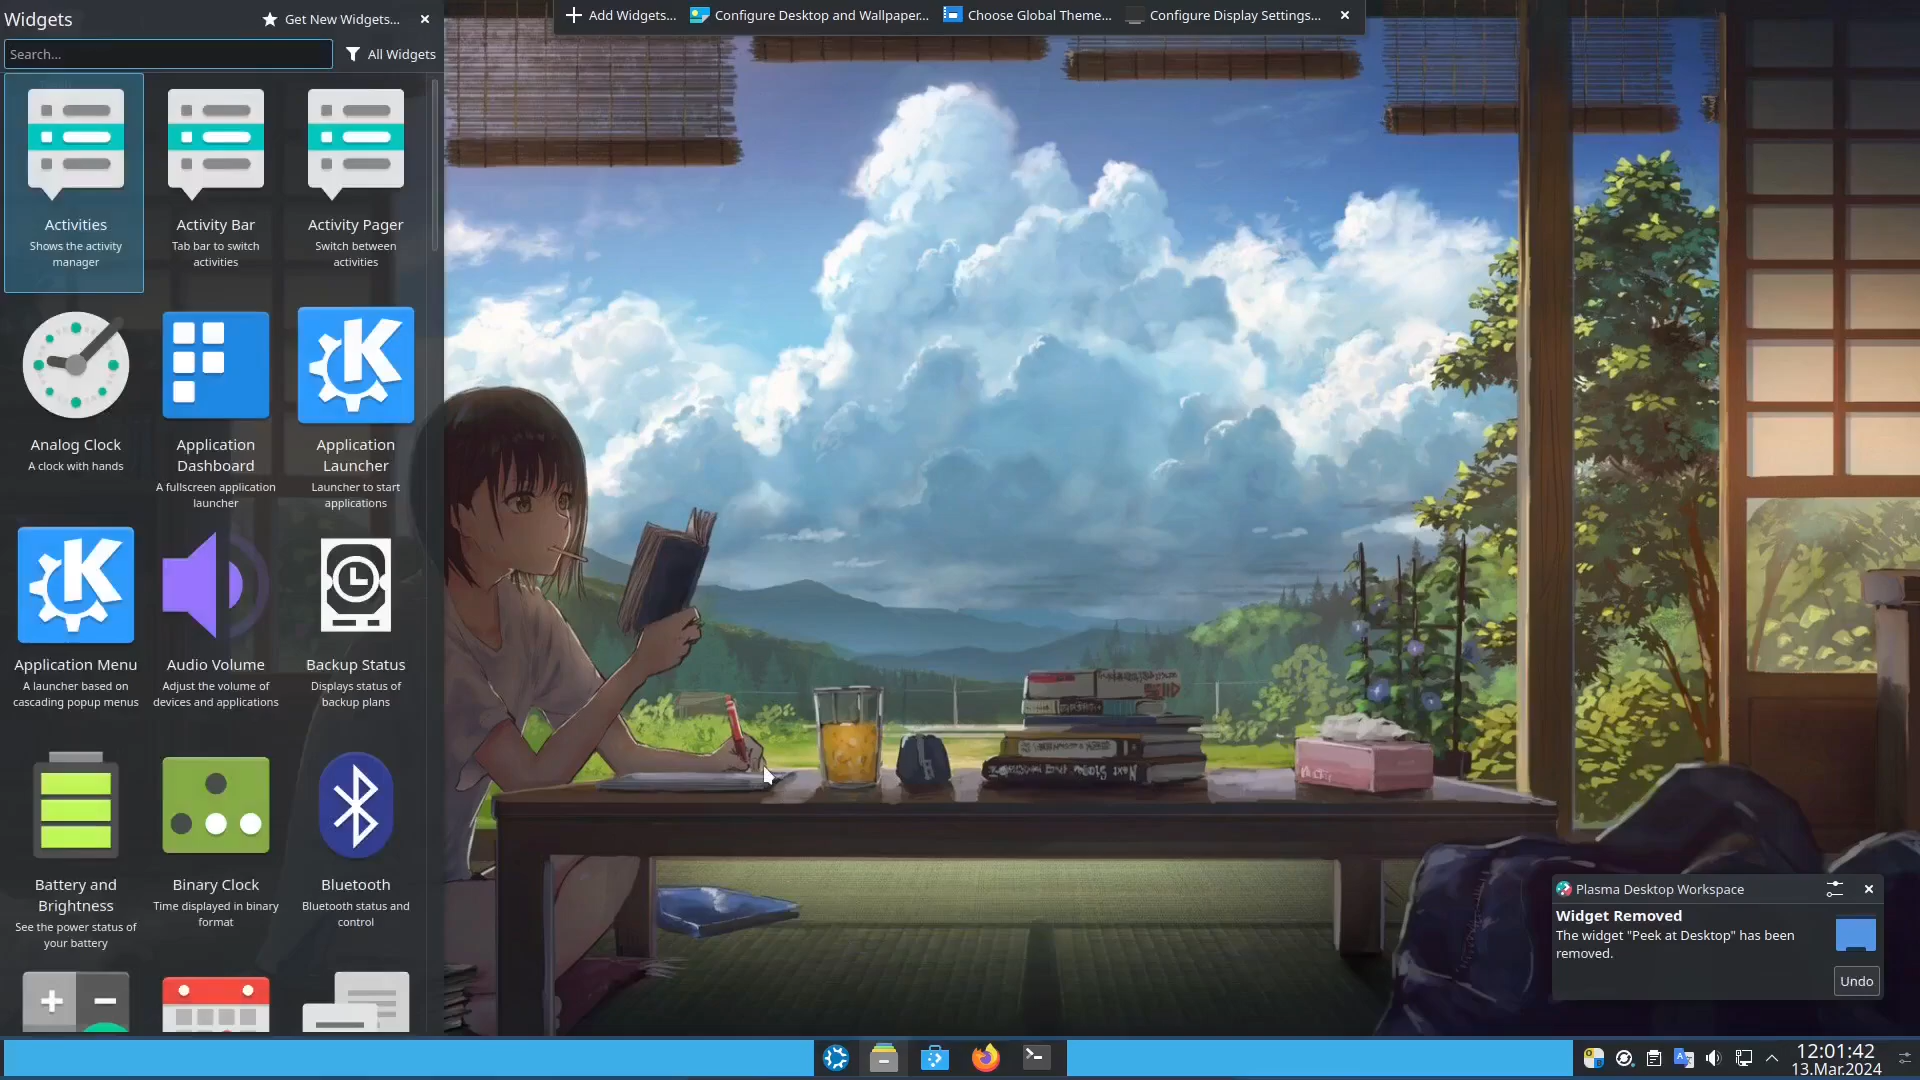 Widgets
Get New Widgets...
Search...
All Widgets
Add Widgets...
Configure Desktop and Wallpaper...
Choose Global Theme...
Configure Display Settings...
Activities
Shows the activity
manager
Activity Bar
Tab bar to switch
activities
Activity Pager
Switch between
activities
Analog Clock
A clock with hands
Application
Dashboard
A fullscreen application
launcher
Application
Launcher
Launcher to start
applications
Application Menu
A launcher based on
cascading popup menus
Audio Volume
Adjust the volume of
devices and applications
Backup Status
Displays status of
backup plans
Battery and
Brightness
See the power status of
your battery
Binary Clock
Time displayed in binary
format
Bluetooth
Bluetooth status and
control
Plasma Desktop Workspace
Widget Removed
The widget "Peek at Desktop" has been
removed.
Undo
12:01:42
13.Mar.2024